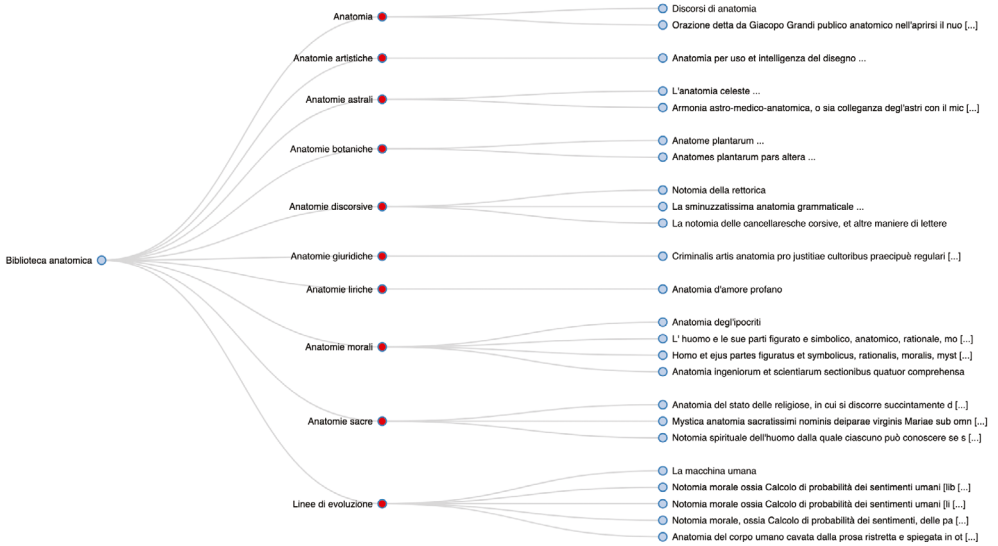 Biblioteca anatomica
Anatomia
Discorsi di anatomia
Orazione detta da Giacopo Grandi publico anatomico nell'aprirsi il nuo [...]
Anatomie artistiche
Anatomia per uso et intelligenza del disegno ...
Anatomie astrali
L'anatomia celeste ...
Armonia astro-medico-anatomica, o sia colleganza degl'astri con il mic [...]
Anatomie botaniche
Anatome plantarum ...
Anatomes plantarum pars altera ...
Anatomie discorsive
Notomia della rettorica
La sminuzzatissima anatomia grammaticale ...
La notomia delle cancellaresche corsive, et altre maniere di lettere
Anatomie giuridiche
Criminalis artis anatomia pro justitiae cultoribus praecipuè regulari [...]
Anatomie liriche
Anatomia d'amore profano
Anatomie morali
Anatomia degl'ipocriti
L' huomo e le sue parti figurato e simbolico, anatomico, rationale, mo [...]
Homo et ejus partes figuratus et symbolicus, rationalis, moralis, myst [...]
Anatomia ingeniorum et scientiarum sectionibus quatuor comprehensa
Anatomie sacre
Anatomia del stato delle religiose, in cui si discorre succintamente d [...]
Mystica anatomia sacratissimi nominis deiparae virginis Mariae sub omn [...]
Notomia spirituale dell'huomo dalla quale ciascuno può conoscere se s [...]
Linee di evoluzione
La macchina umana
Notomia morale ossia Calcolo di probabilità dei sentimenti umani [lib [...]
Notomia morale ossia Calcolo di probabilità dei sentimenti umani [li [...]
Notomia morale, ossia Calcolo di probabilità dei sentimenti, delle pa [...]
Anatomia del corpo umano cavata dalla prosa ristretta e spiegata in ot [...]